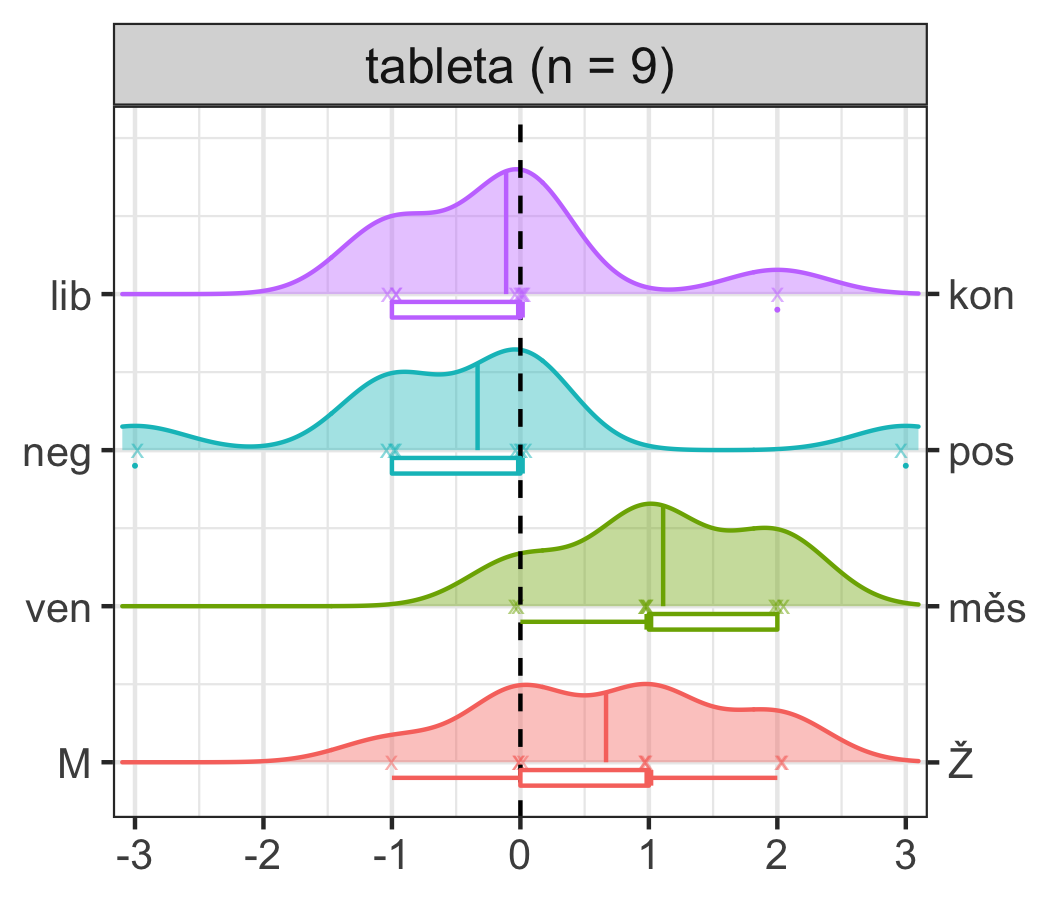 tableta (n = 9)
lib kon
neg pos
ven měs
M Ž
-3 -2 -1 0 1 2 3